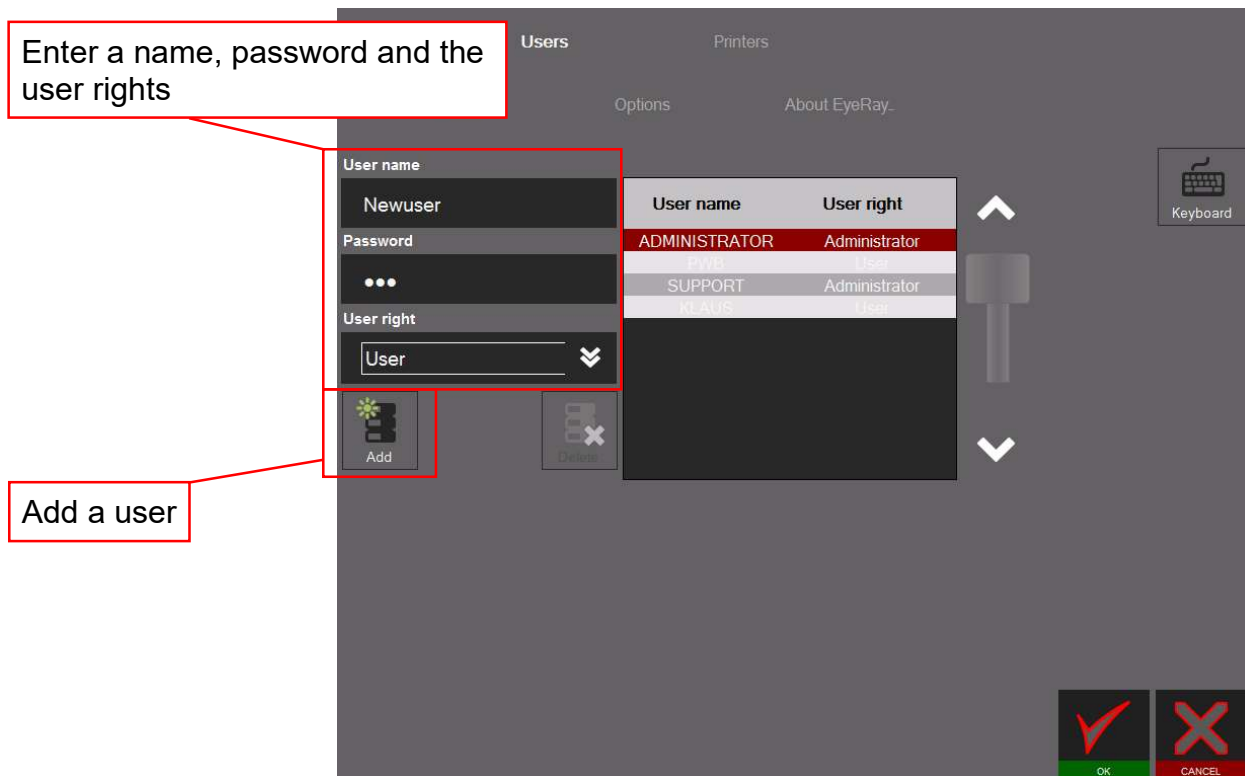 Enter a name, password and the
user rights
Users
Printers
Options
About EyeRay..
User name
Newuser
Password
●●●
User right
User
Add
Delete
User name User right
ADMINISTRATOR Administrator
PWB User
SUPPORT Administrator
KLAUS User
Keyboard
Add a user
OK
CANCEL